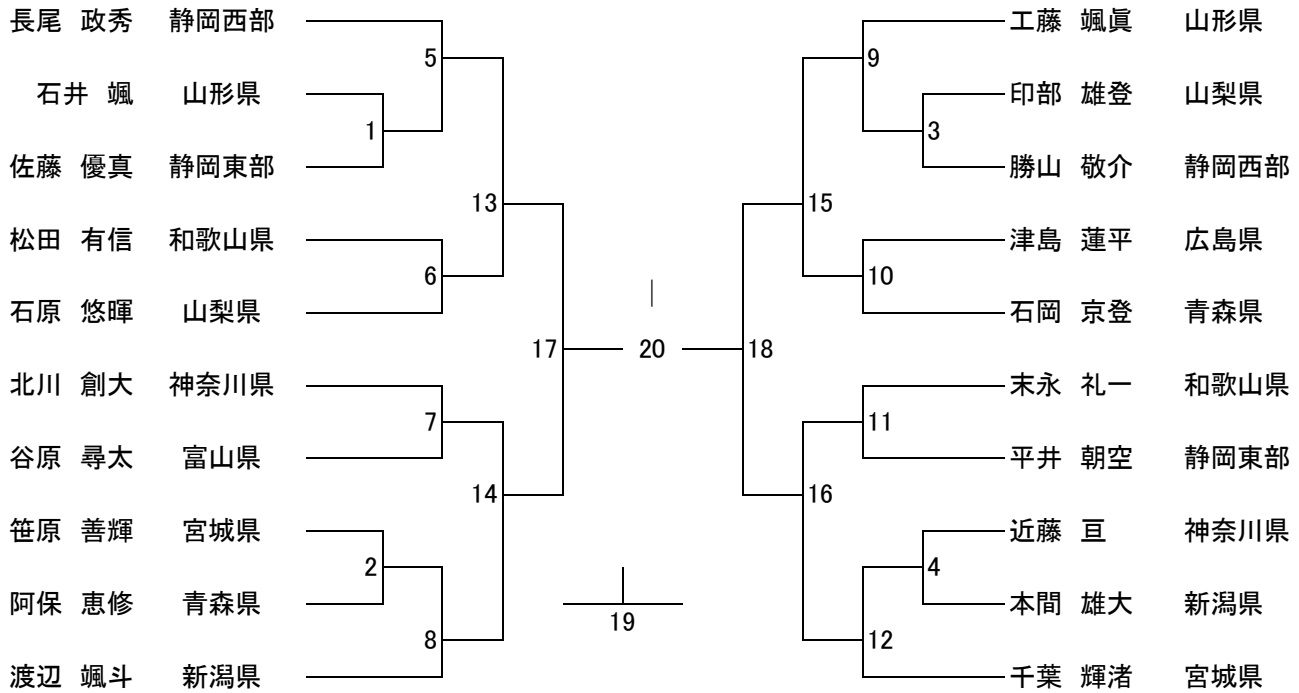 長尾 政秀 静岡西部
石井 颯 山形県
佐藤 優真 静岡東部
松田 有信 和歌山県
石原 悠暉 山梨県
北川 創大 神奈川県
谷原 尋太 富山県
笹原 善輝 宮城県
阿保 恵修 青森県
渡辺 颯斗 新潟県
5
1
13
6
17
7
14
2
8
20
19
9
3
15
10
18
11
16
4
12
工藤 颯眞 山形県
印部 雄登 山梨県
勝山 敬介 静岡西部
津島 蓮平 広島県
石岡 京登 青森県
末永 礼一 和歌山県
平井 朝空 静岡東部
近藤 亘 神奈川県
本間 雄大 新潟県
千葉 輝渚 宮城県